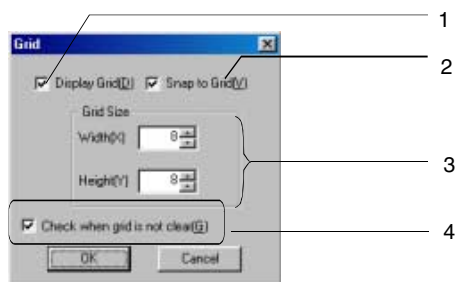 1
Grid
2
Display Grid(D) Snap to Grid(V)
Grid Size
Width(X) 8
3
Height(Y) 8
Check when grid is not clear(G)
4
OK Cancel